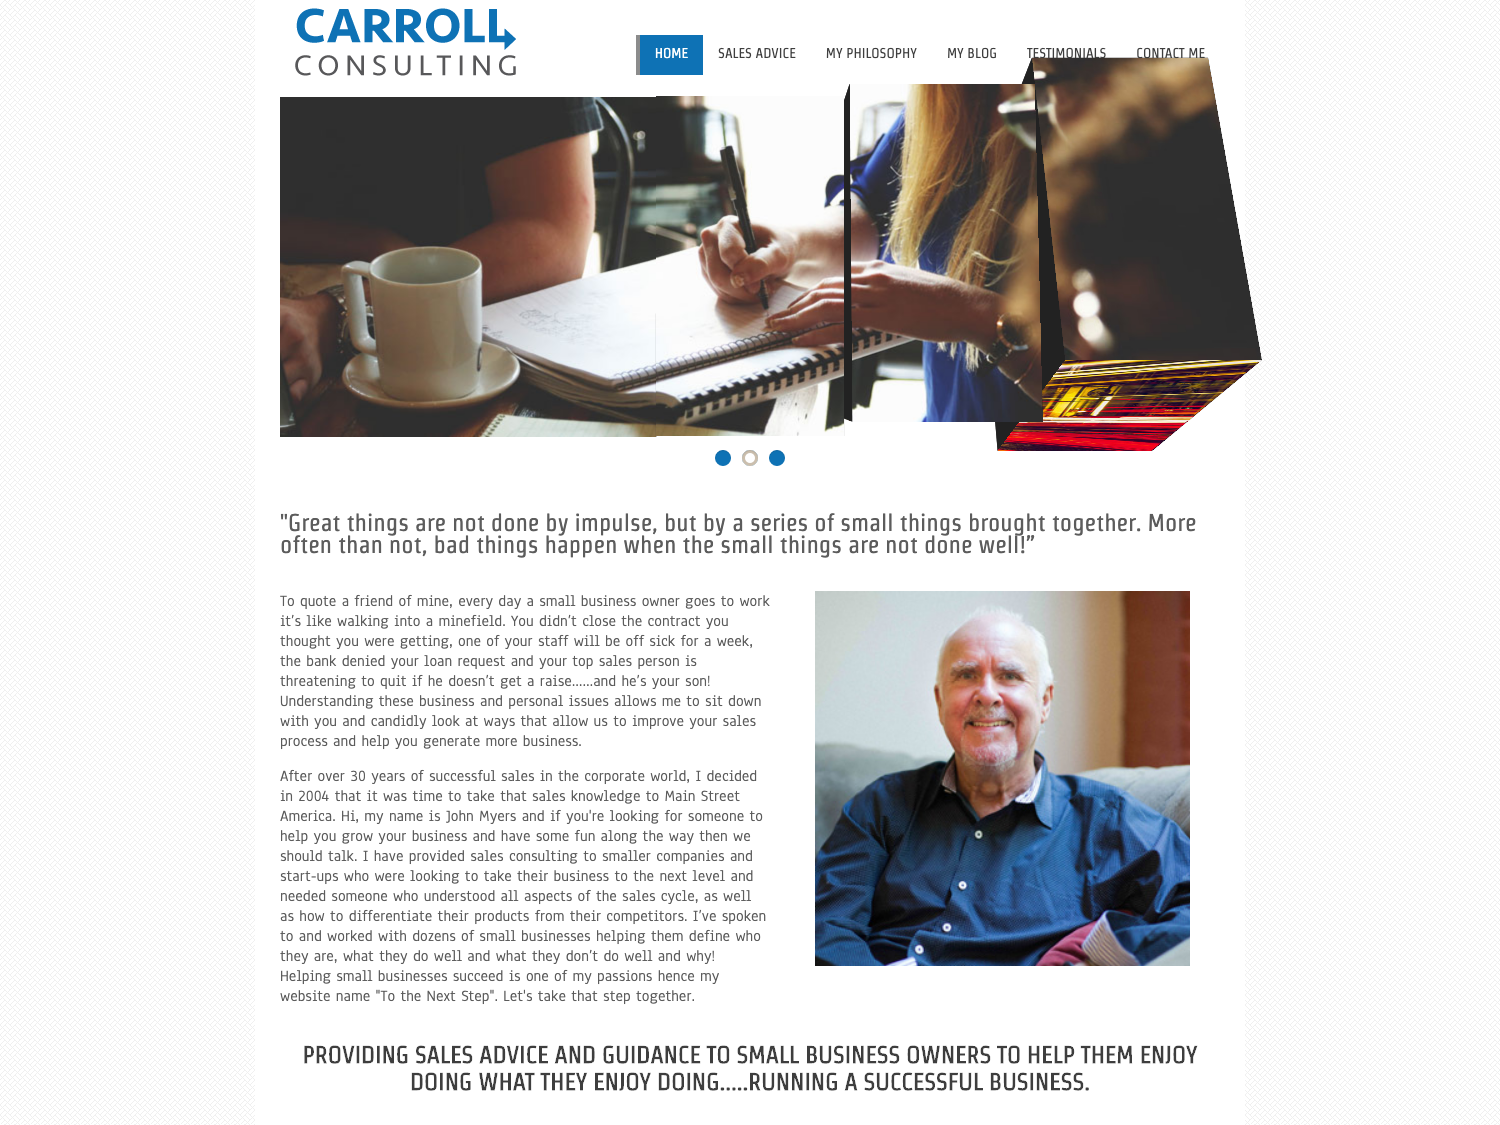 CARROLL
CONSULTING
HOME SALES ADVICE MY PHILOSOPHY MY BLOG TESTIMONIALS CONTACT ME
"Great things are not done by impulse, but by a series of small things brought together. More
often than not, bad things happen when the small things are not done well!”
To quote a friend of mine, every day a small business owner goes to work
it’s like walking into a minefield. You didn’t close the contract you
thought you were getting, one of your staff will be off sick for a week,
the bank denied your loan request and your top sales person is
threatening to quit if he doesn’t get a raise......and he’s your son!
Understanding these business and personal issues allows me to sit down
with you and candidly look at ways that allow us to improve your sales
process and help you generate more business.
After over 30 years of successful sales in the corporate world, I decided
in 2004 that it was time to take that sales knowledge to Main Street
America. Hi, my name is John Myers and if you're looking for someone to
help you grow your business and have some fun along the way then we
should talk. I have provided sales consulting to smaller companies and
start-ups who were looking to take their business to the next level and
needed someone who understood all aspects of the sales cycle, as well
as how to differentiate their products from their competitors. I’ve spoken
to and worked with dozens of small businesses helping them define who
they are, what they do well and what they don’t do well and why!
Helping small businesses succeed is one of my passions hence my
website name "To the Next Step". Let's take that step together.
PROVIDING SALES ADVICE AND GUIDANCE TO SMALL BUSINESS OWNERS TO HELP THEM ENJOY
DOING WHAT THEY ENJOY DOING.....RUNNING A SUCCESSFUL BUSINESS.